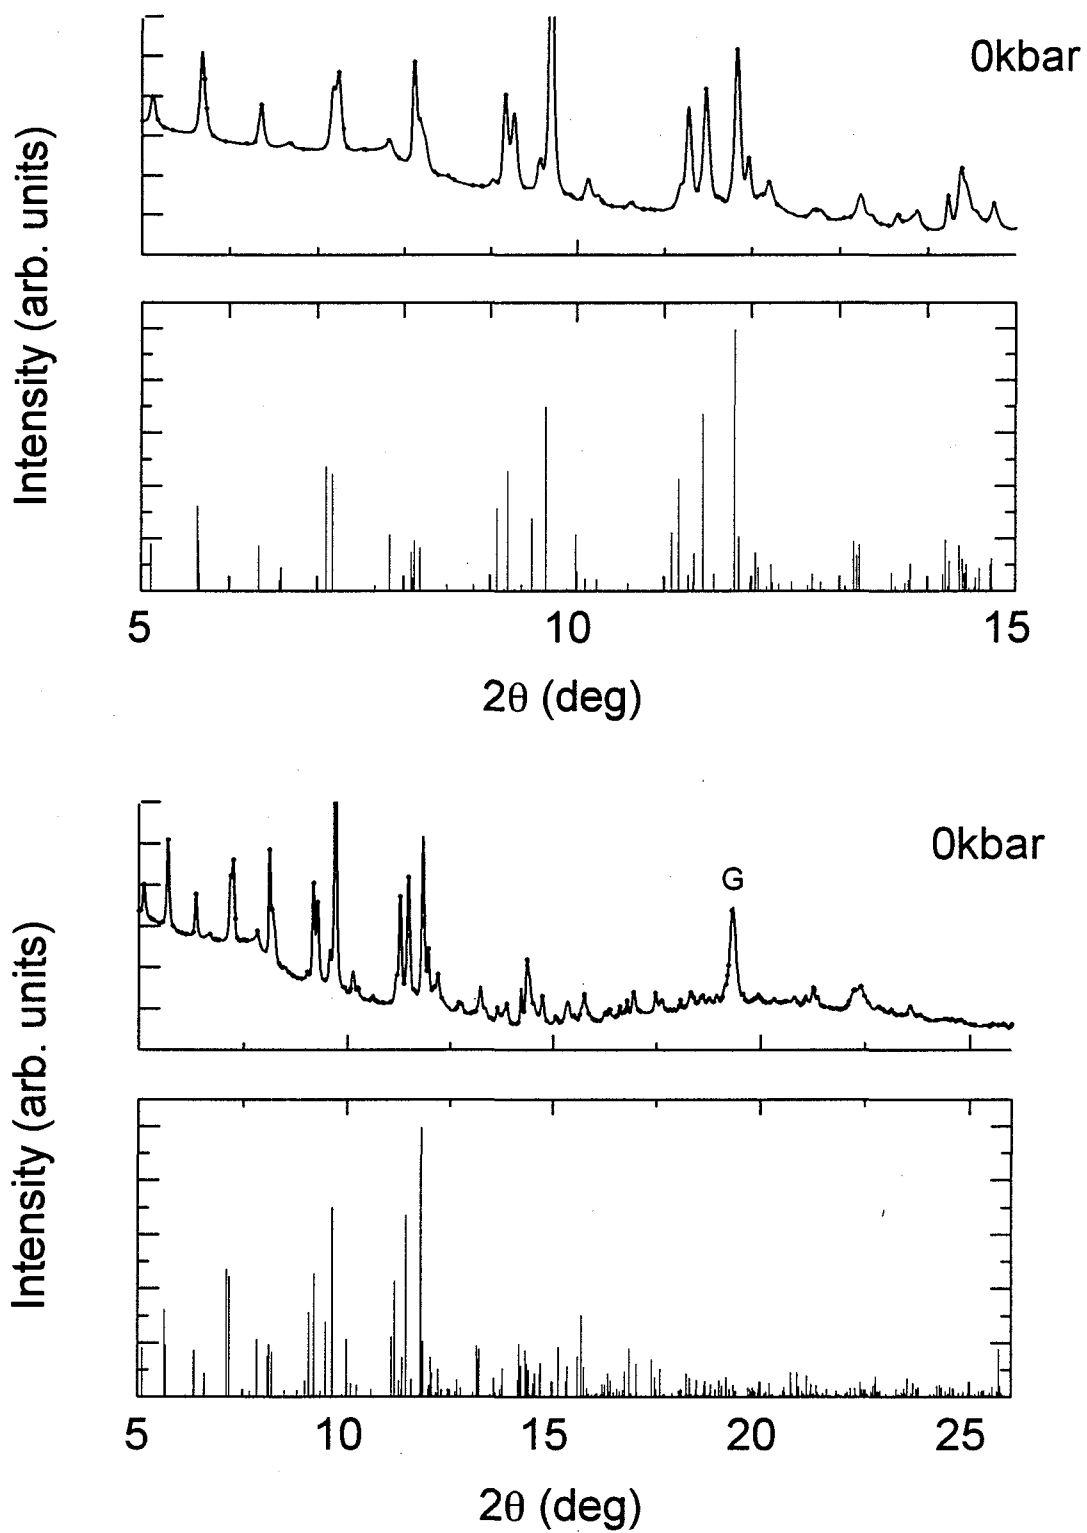 0kbar
Intensity (arb. units)
Intensity (arb. units)
5 10 15
2θ (deg)
0kbar
G
Intensity (arb. units)
Intensity (arb. units)
5 10 15 20 25
2θ (deg)